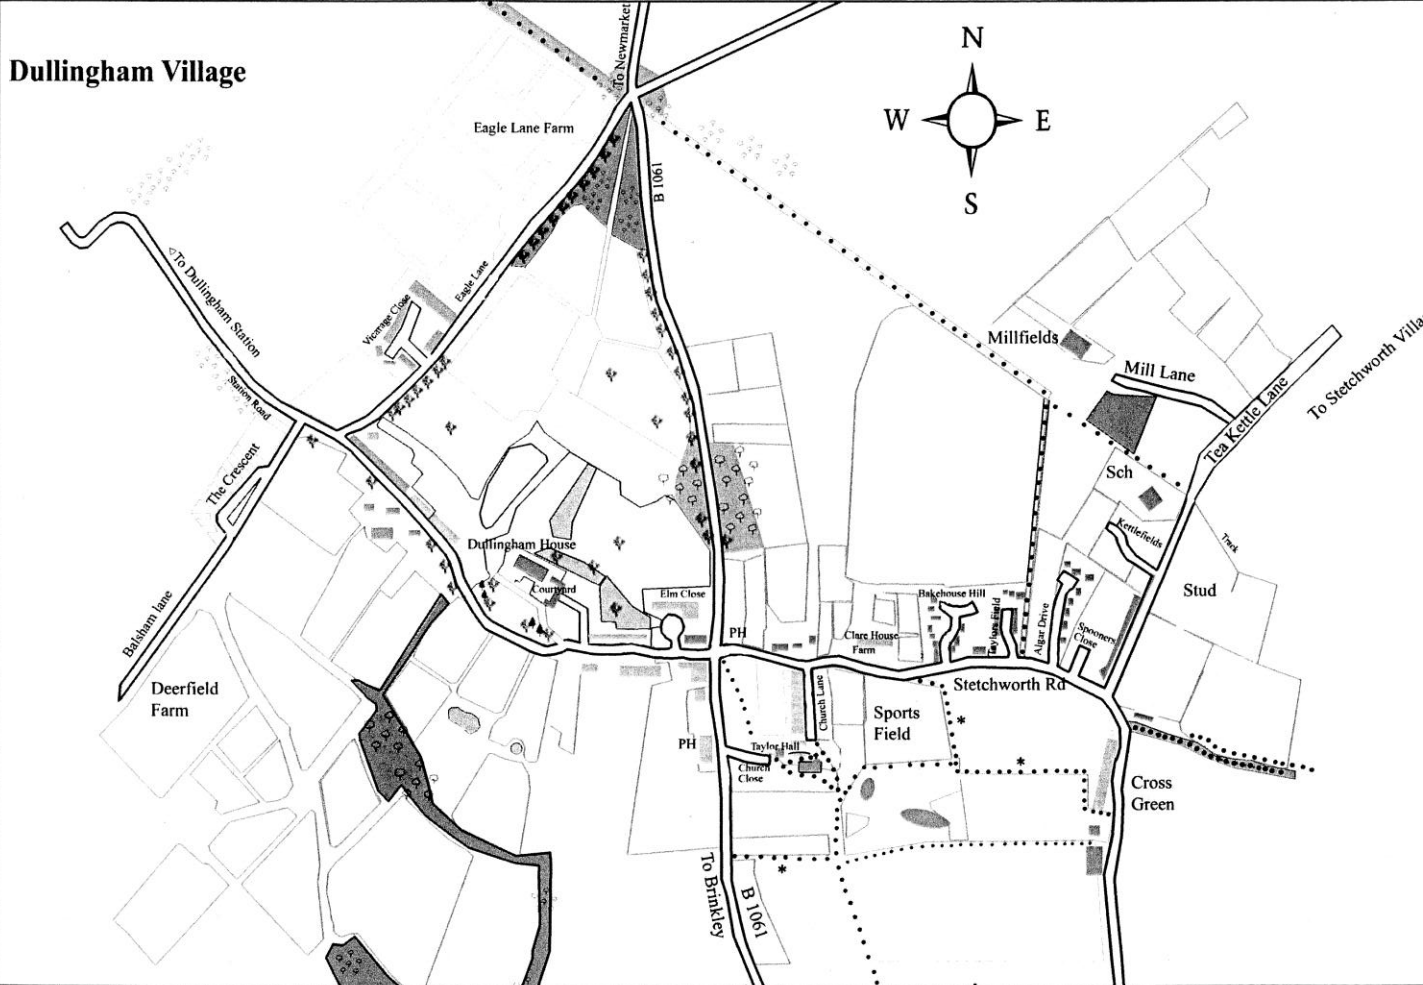 Dullingham Village
To Newmarket
N
W
E
S
Eagle Lane Farm
B 1061
To Dullingham Station
Eagle Lane
Vicarage Close
Station Road
Millfields
Mill Lane
Tea Kettle Lane
To Stetchworth Villa
The Crescent
Sch
Kettlefields
Track
Dullingham House
Courtyard
Elm Close
Stud
Bakehouse Hill
Balsham lane
PH
Clare House
Farm
Taylors Field
Algar Drive
Spooners
Close
Deerfield
Farm
Stetchworth Rd
Church Lane
Sports
Field
*
PH
Taylor Hall
Church
Close
*
Cross
Green
*
To Brinkley
B 1061